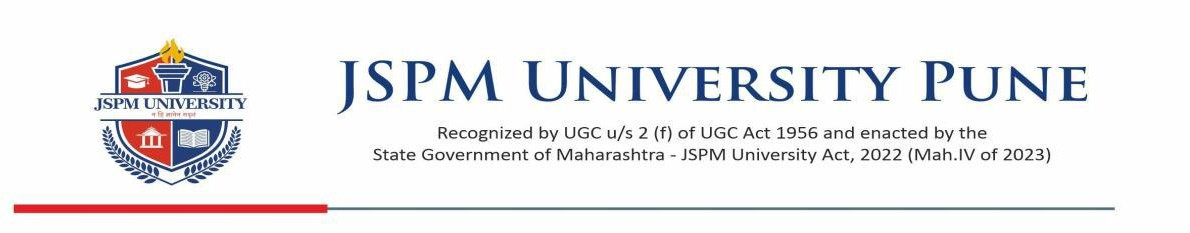 JSPM UNIVERSITY
न हि ज्ञानेन सदृशं
JSPM UNIVERSITY PUNE
Recognized by UGC u/s 2 (f) of UGC Act 1956 and enacted by the
State Government of Maharashtra - JSPM University Act, 2022 (Mah.IV of 2023)